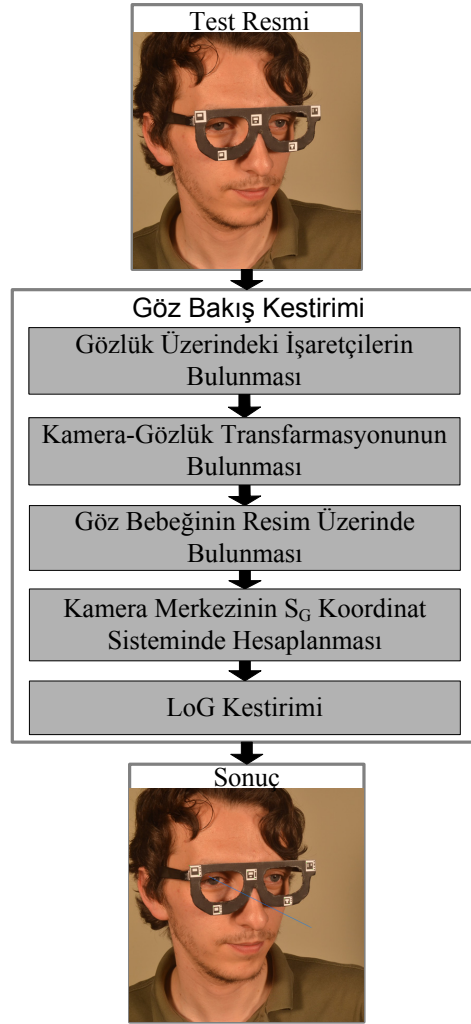 Test Resmi
Göz Bakış Kestirimi
Gözlük Üzerindeki İşaretçilerin
Bulunması
Kamera-Gözlük Transfarmasyonunun
Bulunması
Göz Bebeğinin Resim Üzerinde
Bulunması
Kamera Merkezinin S_G Koordinat
Sisteminde Hesaplanması
LoG Kestirimi
Sonuç